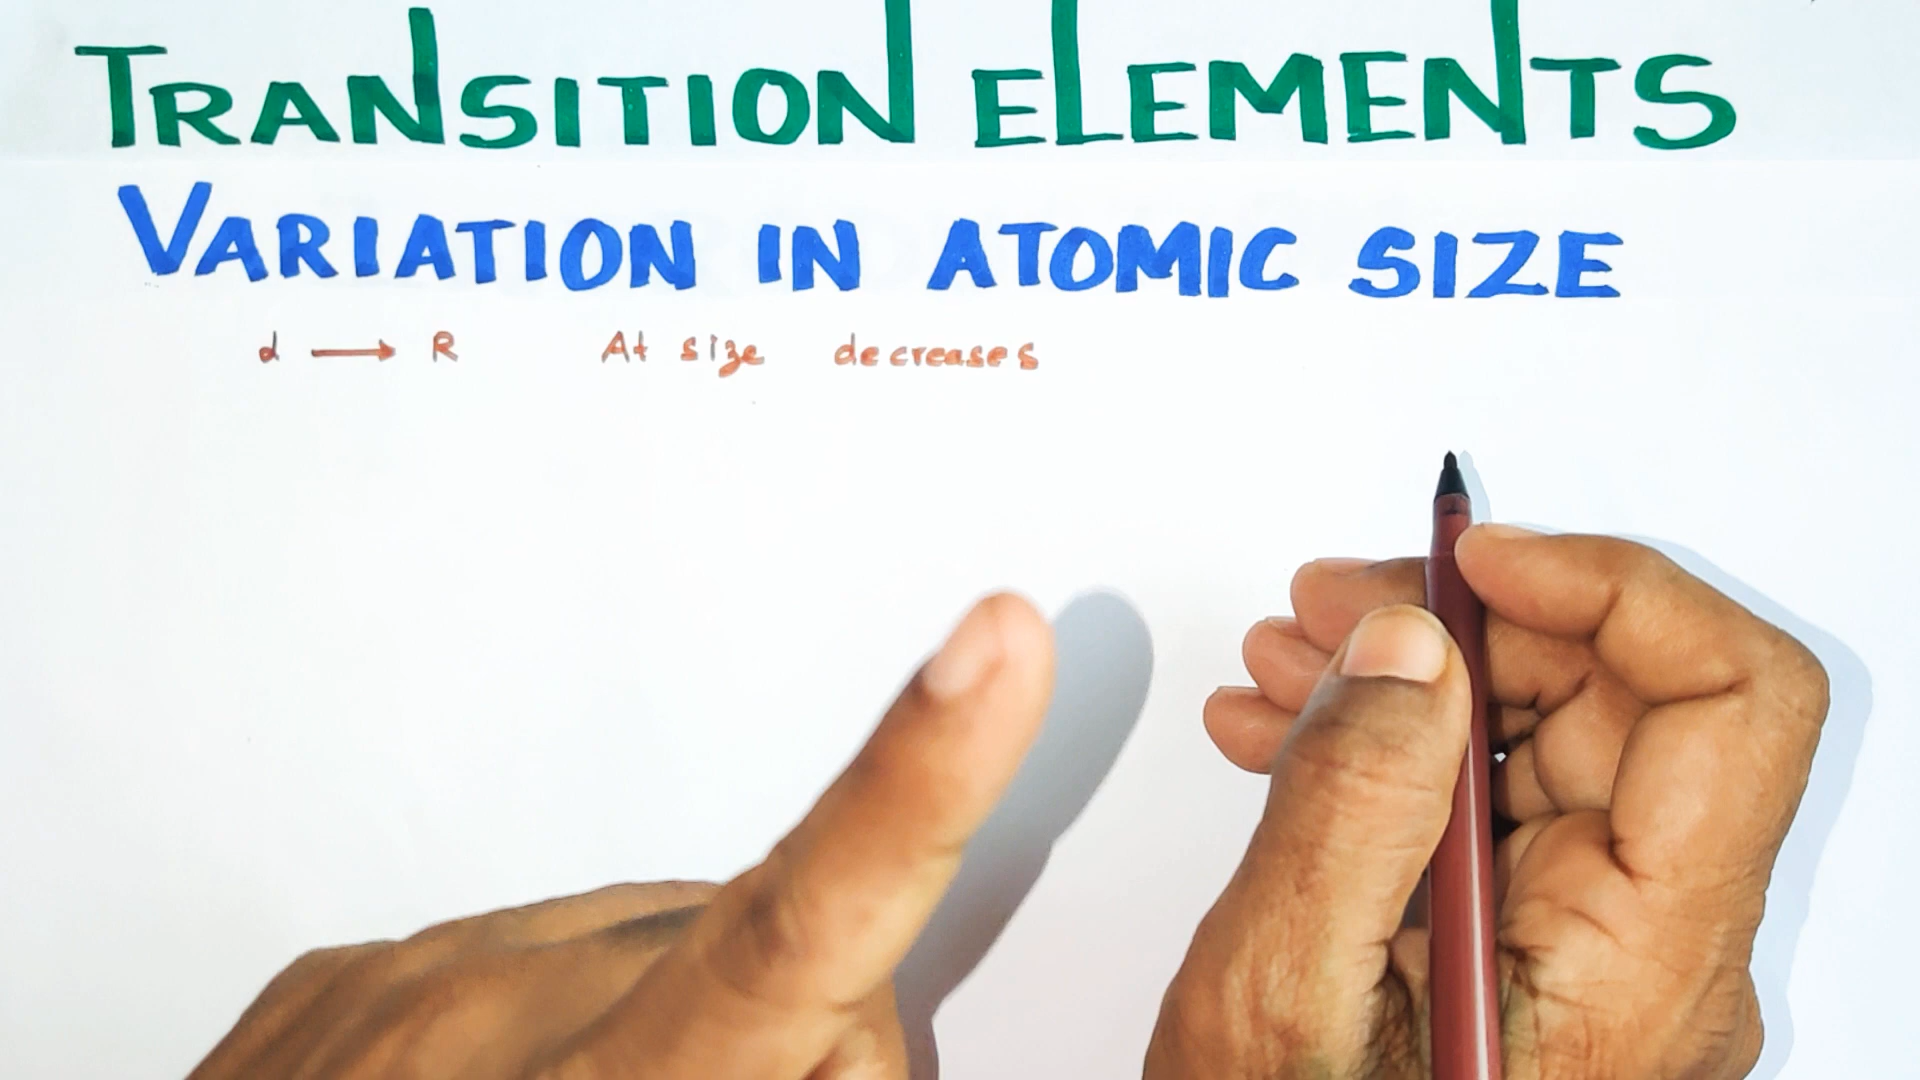 TRANSITION ELEMENTS
VARIATION IN ATOMIC SIZE
d → R At size decreases